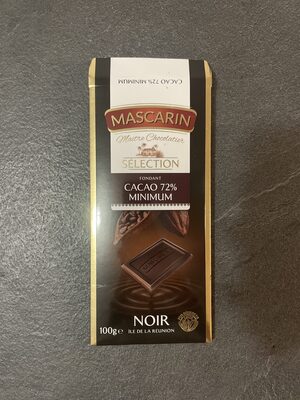 CACAO 72% MINIMUM
MASCARIN
Maître Chocolatier
SÉLECTION
FONDANT
CACAO 72%
MINIMUM
100g e
NOIR
ÎLE DE LA RÉUNION